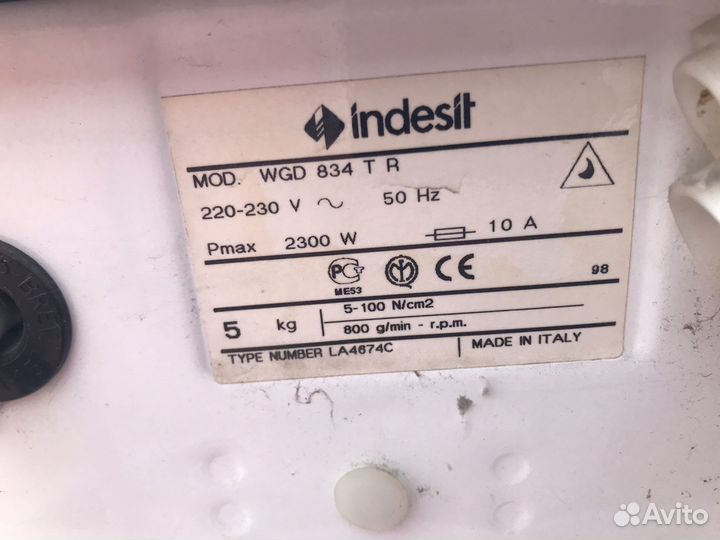 indesit
MOD. WGD 834 T R
220-230 V ~ 50 Hz
Pmax 2300 W 10 A
PCT ME53 CE 98
5 kg 5-100 N/cm2
800 g/min - r.p.m.
TYPE NUMBER LA4674C MADE IN ITALY
Avito